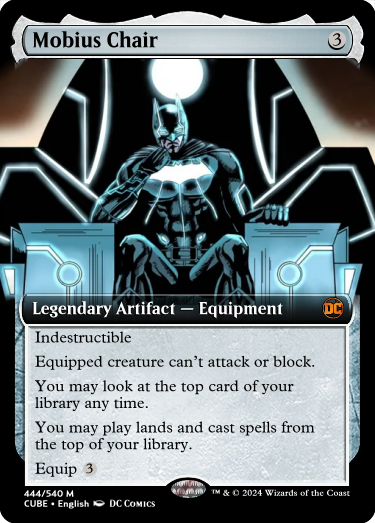 Mobius Chair 3
Legendary Artifact — Equipment DC
Indestructible
Equipped creature can't attack or block.
You may look at the top card of your
library any time.
You may play lands and cast spells from
the top of your library.
Equip 3
444/540 M
CUBE • English DC COMICS
™ & © 2024 Wizards of the Coast